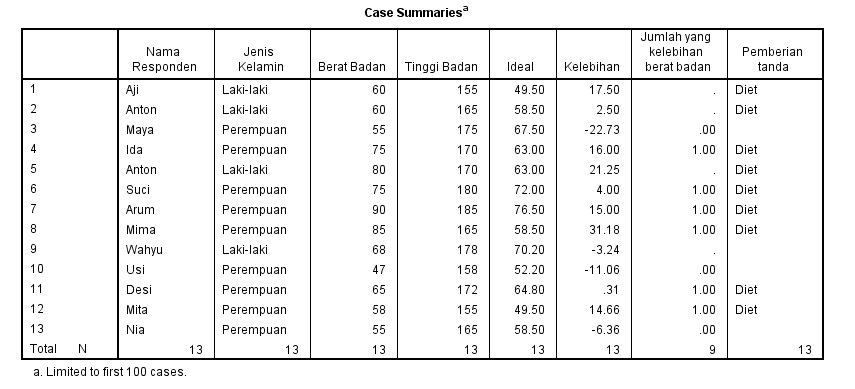 Case Summariesa
Nama Responden Jenis Kelamin Berat Badan Tinggi Badan Ideal Kelebihan Jumlah yang kelebihan berat badan Pemberian tanda
1 Aji Laki-laki 60 155 49.50 17.50 . Diet
2 Anton Laki-laki 60 165 58.50 2.50 . Diet
3 Maya Perempuan 55 175 67.50 -22.73 .00
4 Ida Perempuan 75 170 63.00 16.00 1.00 Diet
5 Anton Laki-laki 80 170 63.00 21.25 . Diet
6 Suci Perempuan 75 180 72.00 4.00 1.00 Diet
7 Arum Perempuan 90 185 76.50 15.00 1.00 Diet
8 Mima Perempuan 85 165 58.50 31.18 1.00 Diet
9 Wahyu Laki-laki 68 178 70.20 -3.24 .
10 Usi Perempuan 47 158 52.20 -11.06 .00
11 Desi Perempuan 65 172 64.80 .31 1.00 Diet
12 Mita Perempuan 58 155 49.50 14.66 1.00 Diet
13 Nia Perempuan 55 165 58.50 -6.36 .00
Total N 13 13 13 13 13 13 9 13
a. Limited to first 100 cases.